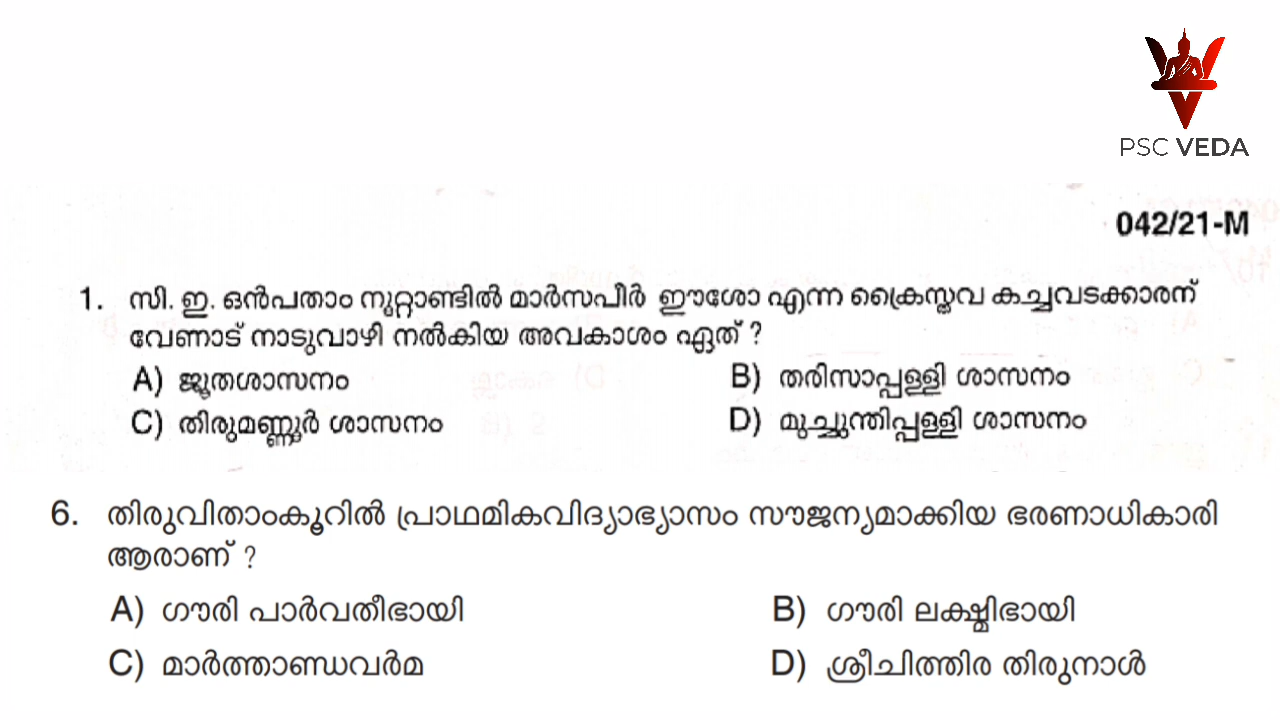 PSC VEDA
042/21-M
1. സി. ഇ. ഒൻപതാം നൂറ്റാണ്ടിൽ മാർസപീർ ഈശോ എന്ന ക്രൈസ്തവ കച്ചവടക്കാരന്
വേണാട് നാടുവാഴി നൽകിയ അവകാശം ഏത് ?
A) ജൂതശാസനം B) തരിസാപ്പള്ളി ശാസനം
C) തിരുമണ്ണൂർ ശാസനം D) മുച്ചുന്തിപ്പള്ളി ശാസനം
6. തിരുവിതാംകൂറിൽ പ്രാഥമികവിദ്യാഭ്യാസം സൗജന്യമാക്കിയ ഭരണാധികാരി
ആരാണ് ?
A) ഗൗരി പാർവതീഭായി B) ഗൗരി ലക്ഷ്മിഭായി
C) മാർത്താണ്ഡവർമ D) ശ്രീചിത്തിര തിരുനാൾ